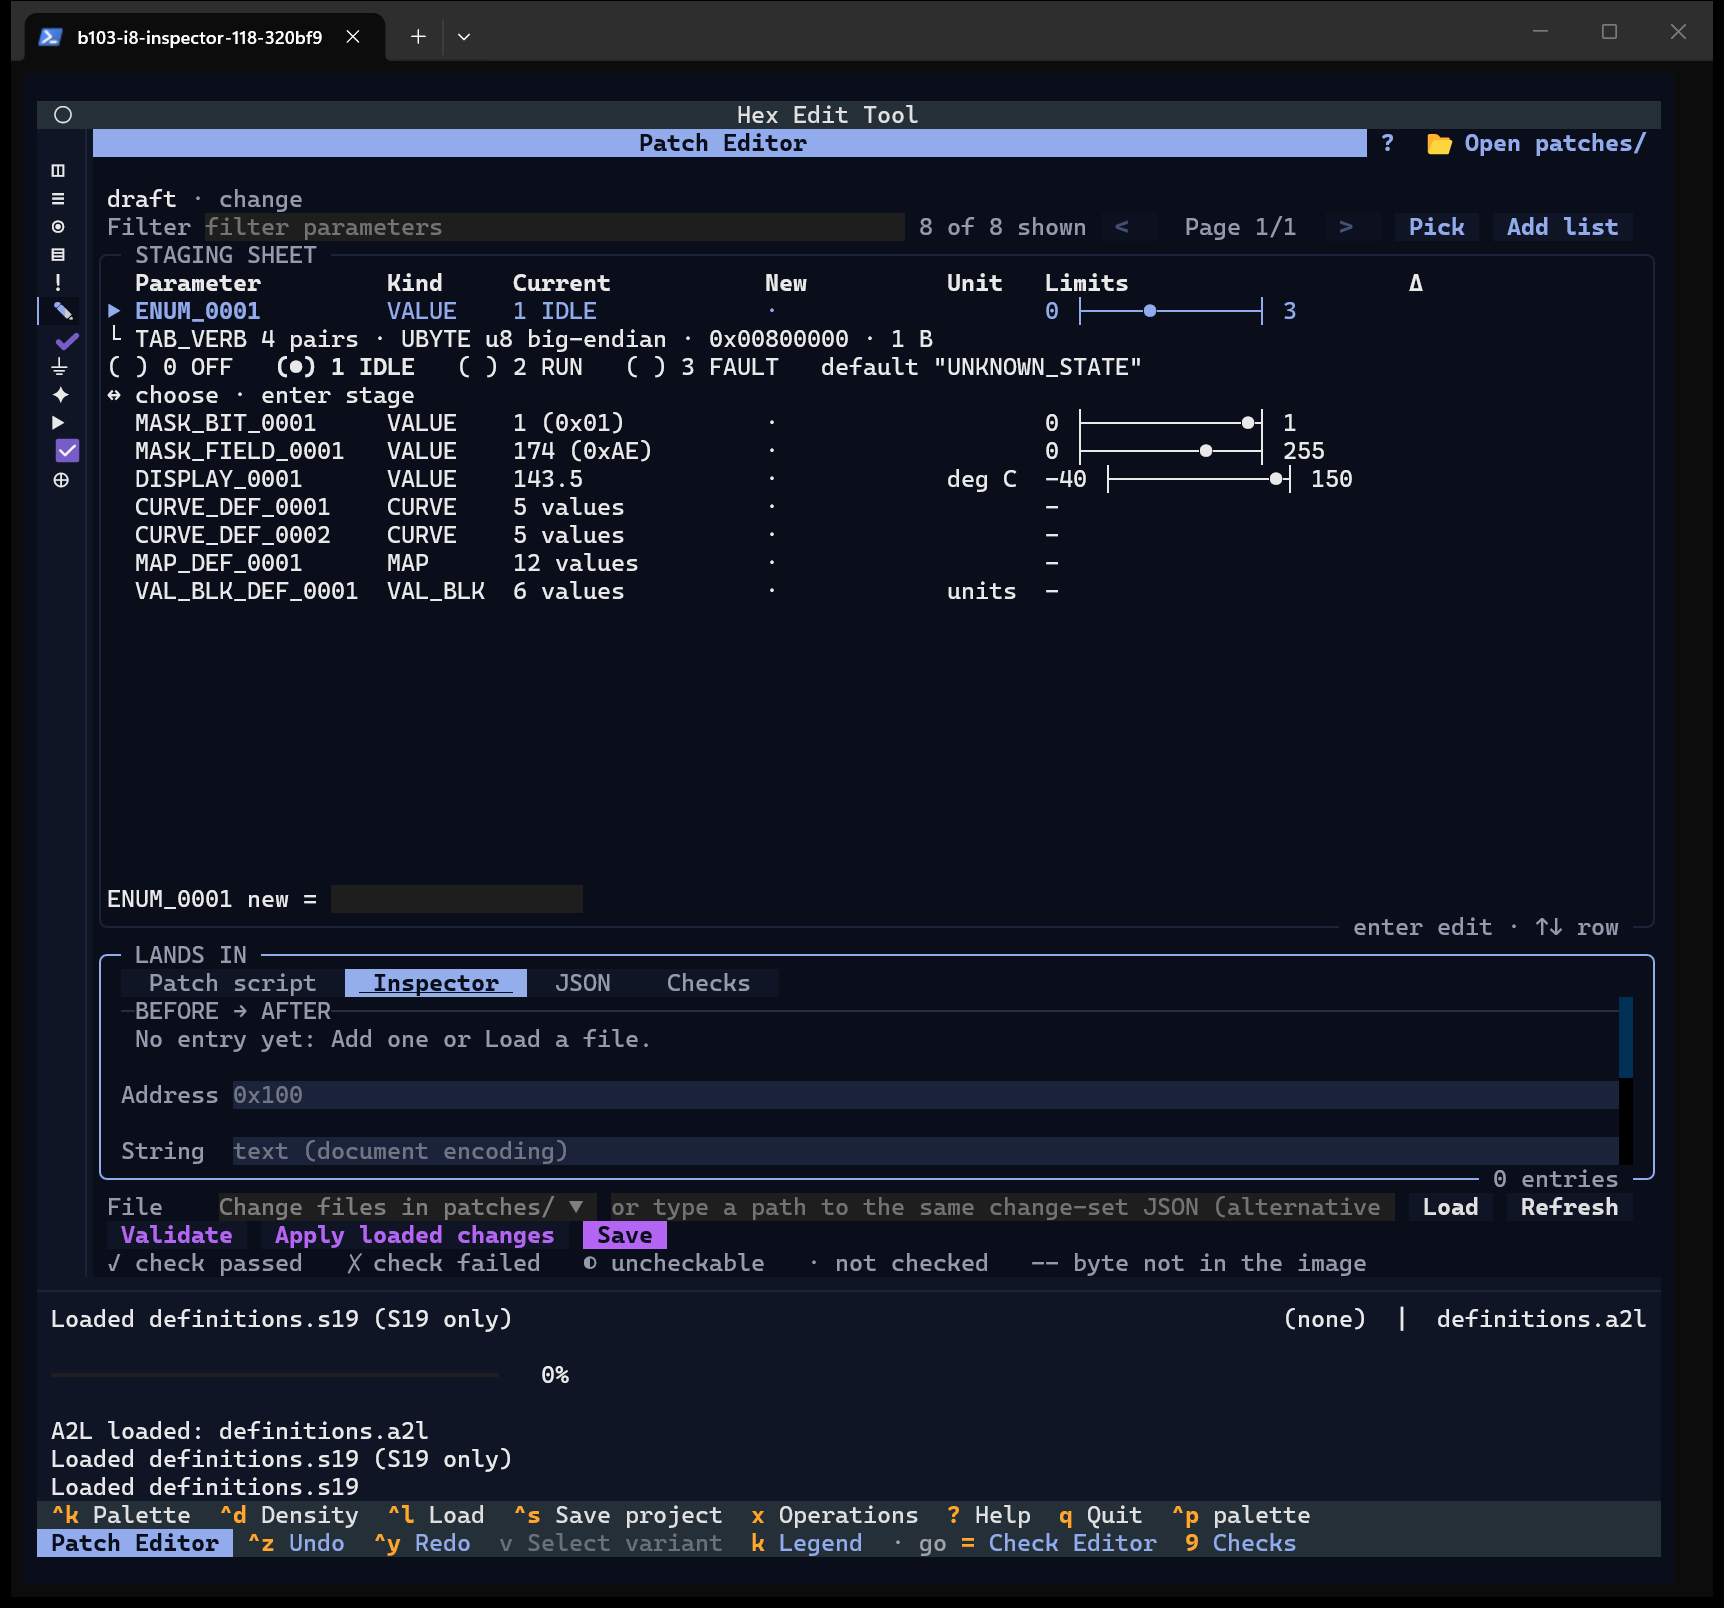 b103-i8-inspector-118-320bf9
Hex Edit Tool
Patch Editor ? Open patches/
draft · change
Filter filter parameters 8 of 8 shown < Page 1/1 > Pick Add list
STAGING SHEET
Parameter Kind Current New Unit Limits Δ
▶ ENUM_0001 VALUE 1 IDLE · 0 3
└ TAB_VERB 4 pairs · UBYTE u8 big-endian · 0x00800000 · 1 B
( ) 0 OFF (●) 1 IDLE ( ) 2 RUN ( ) 3 FAULT default "UNKNOWN_STATE"
↔ choose · enter stage
MASK_BIT_0001 VALUE 1 (0x01) · 0 1
MASK_FIELD_0001 VALUE 174 (0xAE) · 0 255
DISPLAY_0001 VALUE 143.5 · deg C -40 150
CURVE_DEF_0001 CURVE 5 values · -
CURVE_DEF_0002 CURVE 5 values · -
MAP_DEF_0001 MAP 12 values · -
VAL_BLK_DEF_0001 VAL_BLK 6 values · units -
ENUM_0001 new =
enter edit · ↑↓ row
LANDS IN
Patch script Inspector JSON Checks
BEFORE → AFTER
No entry yet: Add one or Load a file.
Address 0x100
String text (document encoding)
0 entries
File Change files in patches/ ▼ or type a path to the same change-set JSON (alternative Load Refresh
Validate Apply loaded changes Save
√ check passed ╳ check failed ◐ uncheckable · not checked -- byte not in the image
Loaded definitions.s19 (S19 only) (none) | definitions.a2l
0%
A2L loaded: definitions.a2l
Loaded definitions.s19 (S19 only)
Loaded definitions.s19
^k Palette ^d Density ^l Load ^s Save project x Operations ? Help q Quit ^p palette
Patch Editor ^z Undo ^y Redo v Select variant k Legend · go = Check Editor 9 Checks